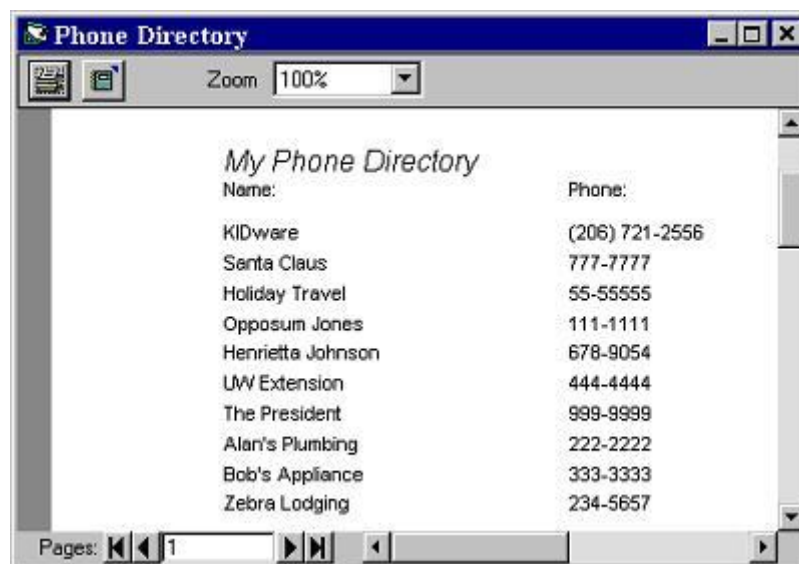 Phone Directory
Zoom 100%
My Phone Directory
Name: Phone:
KIDware (206) 721-2556
Santa Claus 777-7777
Holiday Travel 55-55555
Opposum Jones 111-1111
Henrietta Johnson 678-9054
UW Extension 444-4444
The President 999-9999
Alan's Plumbing 222-2222
Bob's Appliance 333-3333
Zebra Lodging 234-5657
Pages: 1